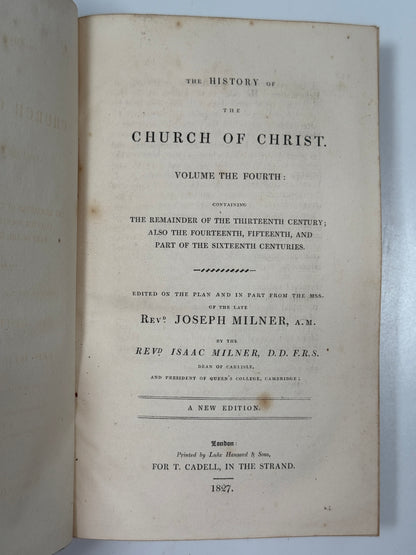 THE HISTORY OF
THE
CHURCH OF CHRIST.
VOLUME THE FOURTH:
CONTAINING
THE REMAINDER OF THE THIRTEENTH CENTURY;
ALSO THE FOURTEENTH, FIFTEENTH, AND
PART OF THE SIXTEENTH CENTURIES.
EDITED ON THE PLAN AND IN PART FROM THE MSS.
OF THE LATE
REVD. JOSEPH MILNER, A.M.
BY THE
REVD. ISAAC MILNER, D.D. F.R.S.
DEAN OF CARLISLE,
AND PRESIDENT OF QUEEN'S COLLEGE, CAMBRIDGE;
A NEW EDITION.
London:
Printed by Luke Hansard & Sons,
FOR T. CADELL, IN THE STRAND.
1827.